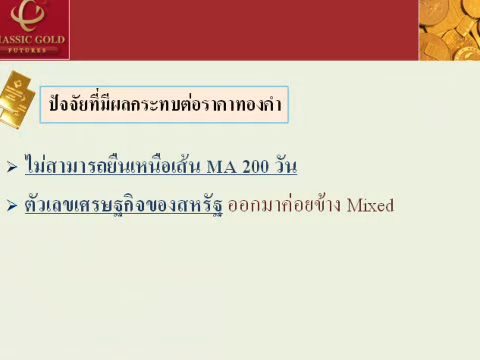 CLASSIC GOLD
FUTURES
ปัจจัยที่มีผลกระทบต่อราคาทองคำ
ไม่สามารถยืนเหนือเส้น MA 200 วัน
ตัวเลขเศรษฐกิจของสหรัฐ ออกมาค่อยข้าง Mixed